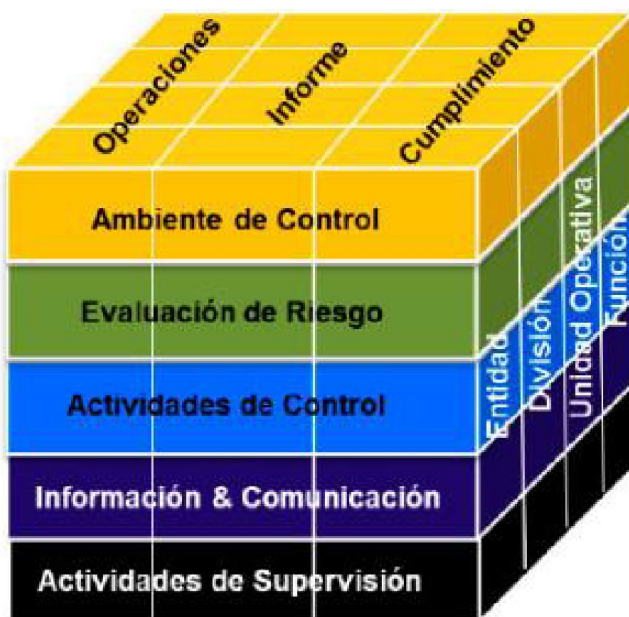 Operaciones
Informe
Cumplimiento
Ambiente de Control
Evaluación de Riesgo
Actividades de Control
Información & Comunicación
Actividades de Supervisión
Entidad
División
Unidad Operativa
Función